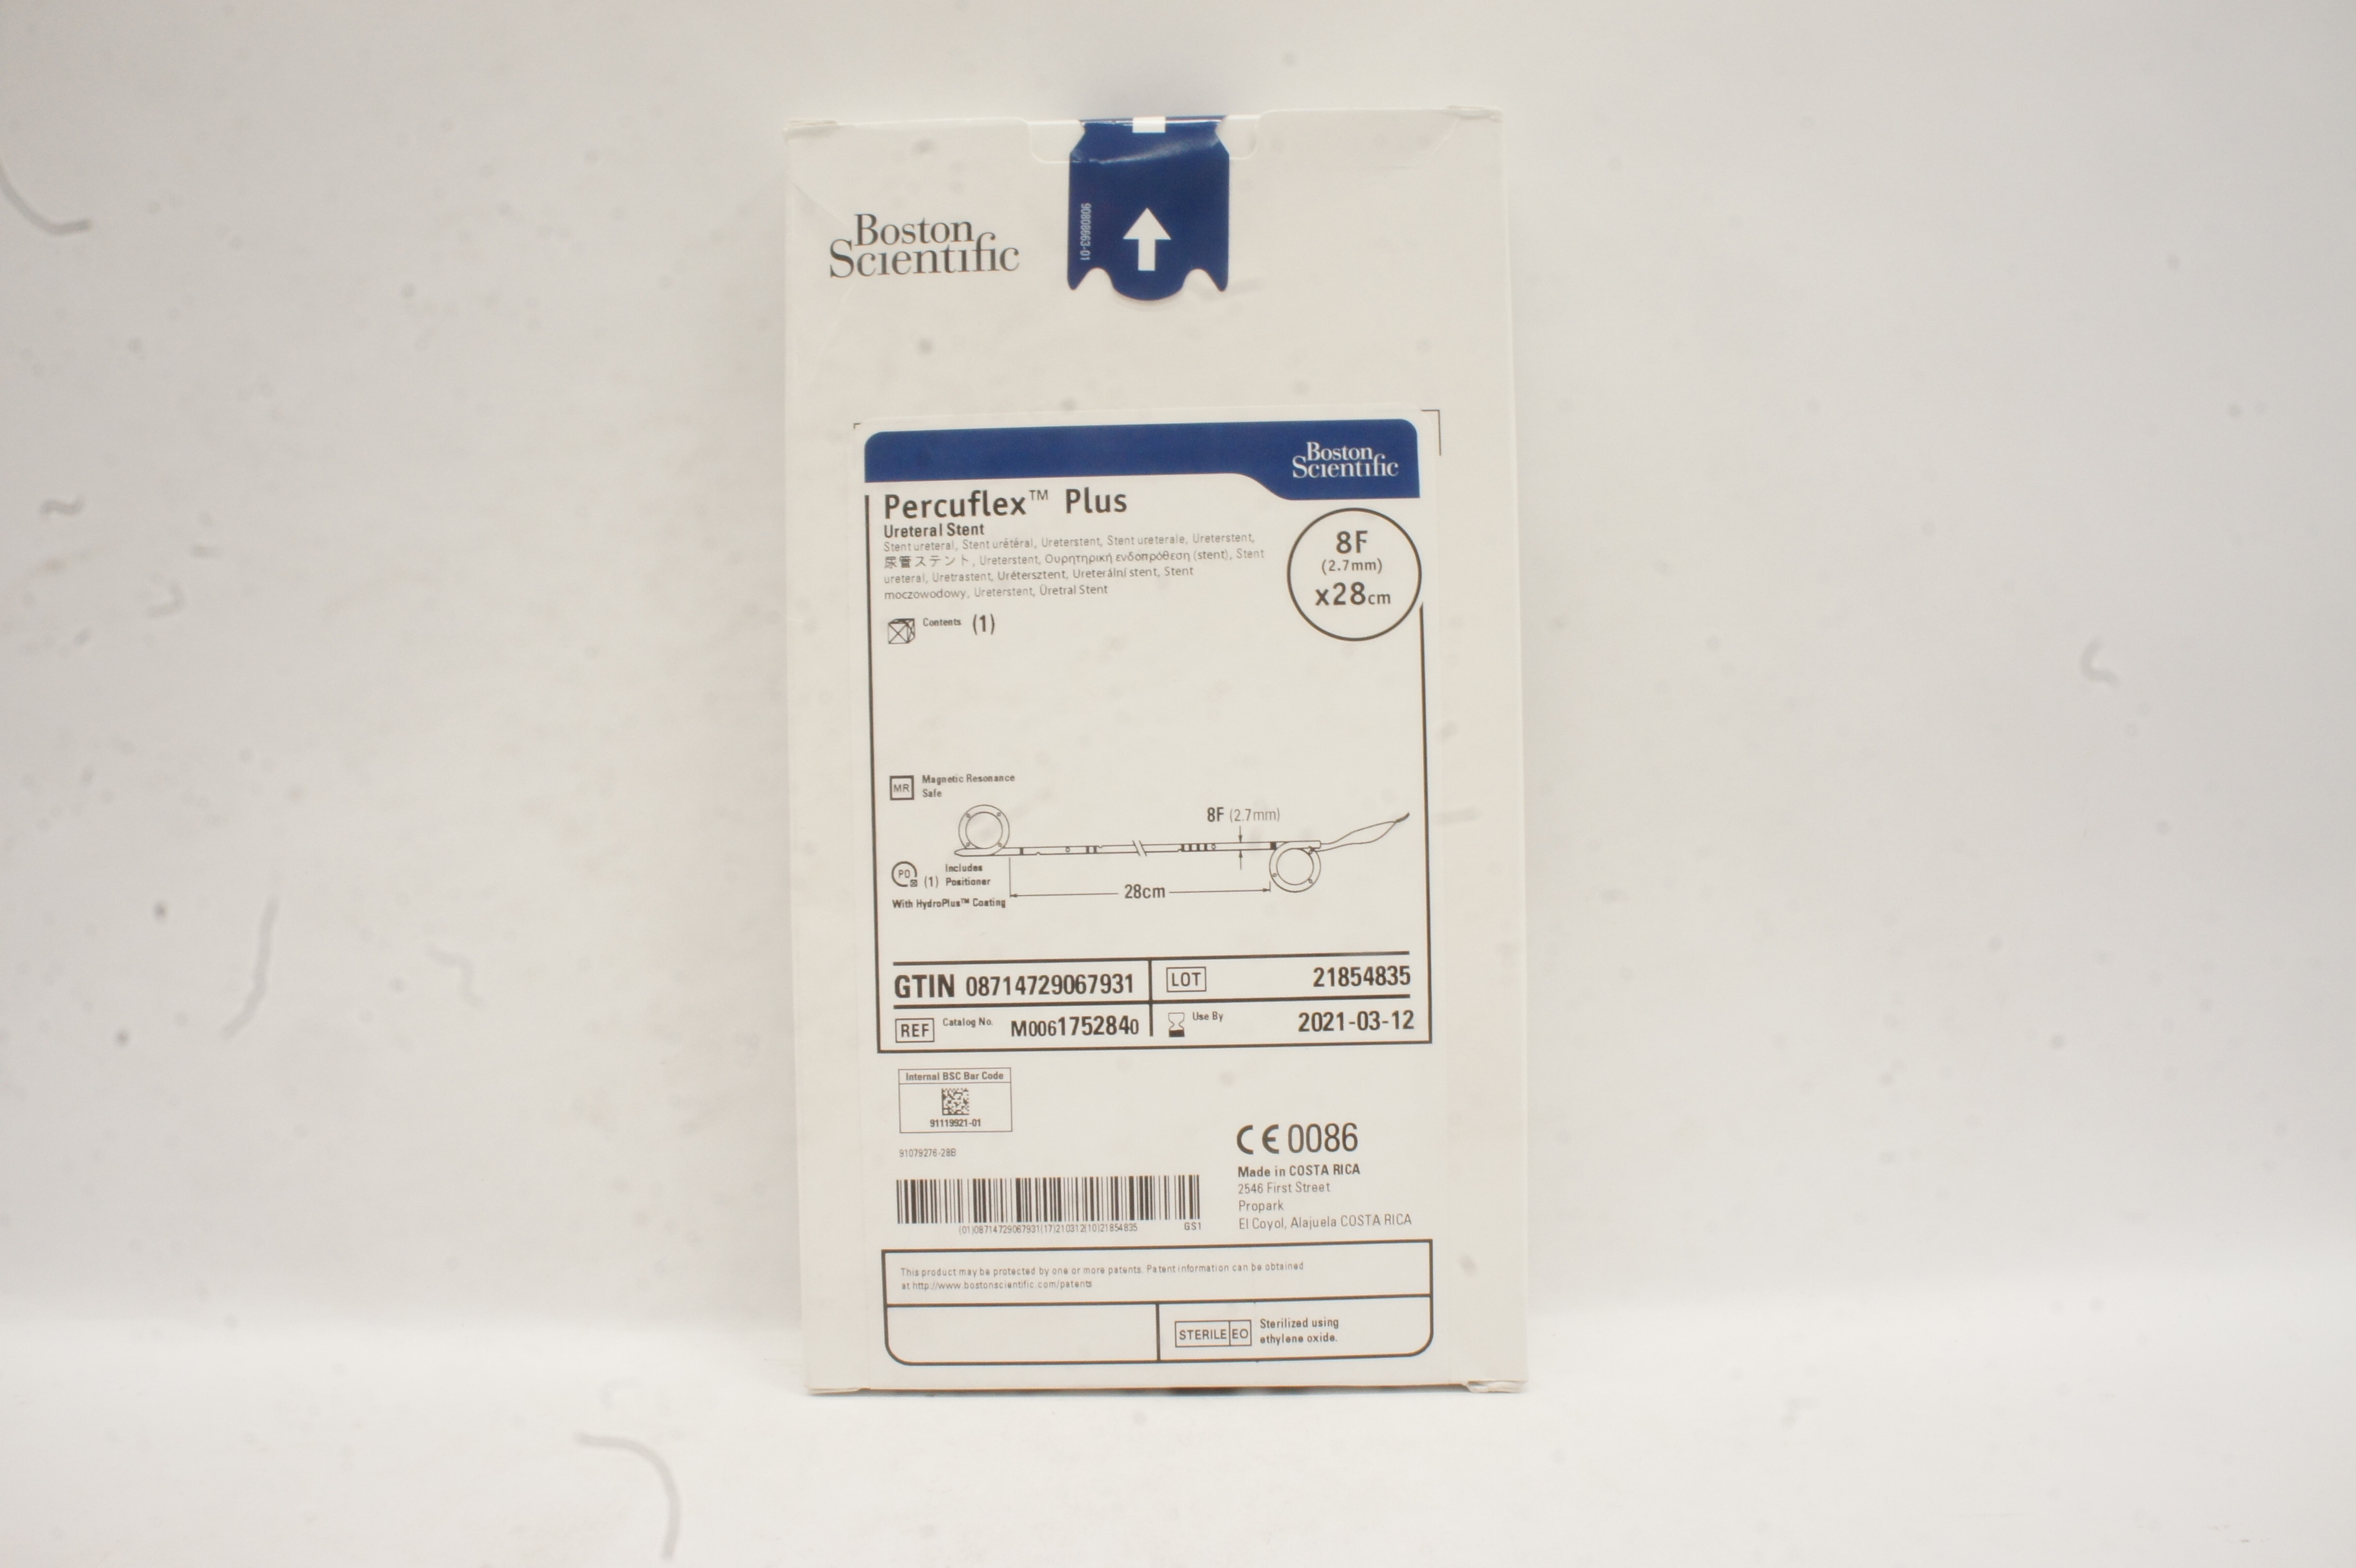 90808663-01
Boston
Scientific
Boston
Scientific
Percuflex™ Plus
Ureteral Stent
Stent ureteral, Stent urétéral, Ureterstent, Stent ureterale, Ureterstent,
尿管ステント, Ureterstent, Ουρητηρική ενδοπρόθεση (stent), Stent
ureteral, Uretrastent, Urétersztent, Ureterální stent, Stent
moczowodowy, Ureterstent, Üretral Stent
8F
(2.7mm)
x28cm
Contents (1)
MR Magnetic Resonance
Safe
8F (2.7mm)
PO (1) Includes
Positioner
28cm
With HydroPlus™ Coating
GTIN 08714729067931
LOT 21854835
REF Catalog No. M0061752840
Use By 2021-03-12
Internal BSC Bar Code
91119921-01
91079276-28B
CE 0086
Made in COSTA RICA
2546 First Street
Propark
El Coyol, Alajuela COSTA RICA
(01)08714729067931(17)210312(10)21854835 GS1
This product may be protected by one or more patents. Patent information can be obtained
at http://www.bostonscientific.com/patents
STERILE EO Sterilized using
ethylene oxide.